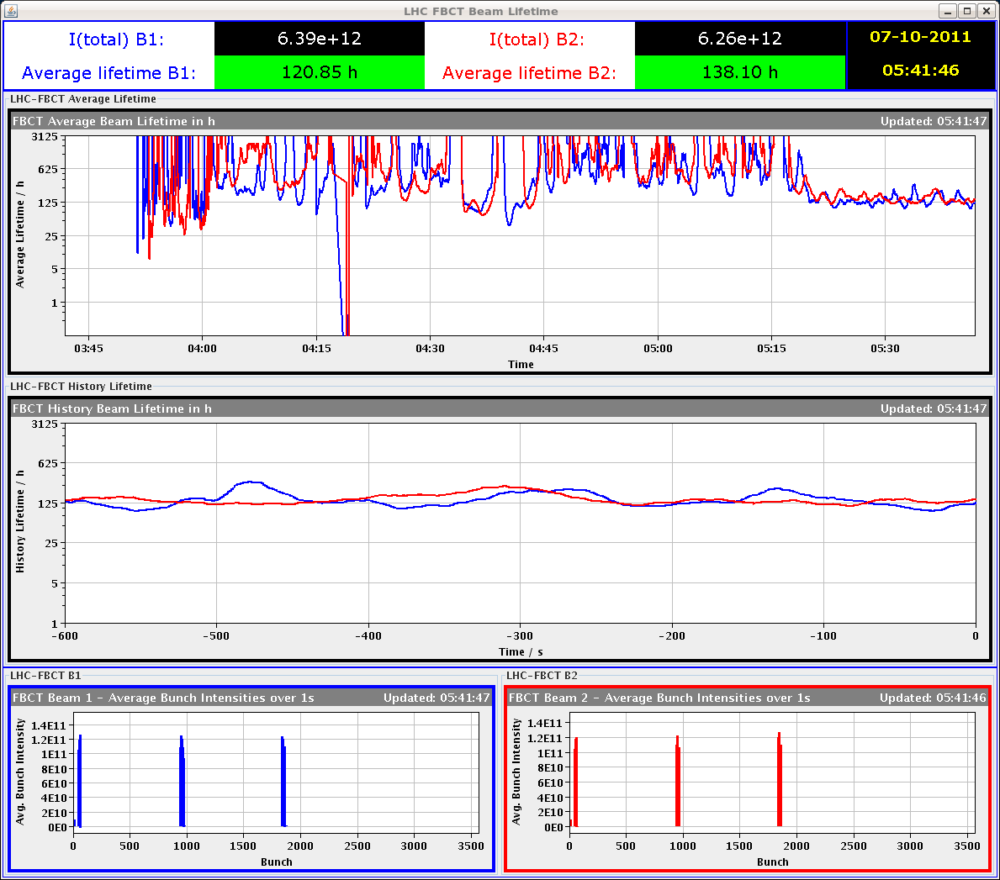 LHC FBCT Beam Lifetime
I(total) B1: 6.39e+12 I(total) B2: 6.26e+12 07-10-2011
Average lifetime B1: 120.85 h Average lifetime B2: 138.10 h 05:41:46
LHC-FBCT Average Lifetime
FBCT Average Beam Lifetime in h Updated: 05:41:47
3125
625
125
25
5
1
Average Lifetime / h
03:45 04:00 04:15 04:30 04:45 05:00 05:15 05:30
Time
LHC-FBCT History Lifetime
FBCT History Beam Lifetime in h Updated: 05:41:47
3125
625
125
25
5
1
History Lifetime / h
-600 -500 -400 -300 -200 -100 0
Time / s
LHC-FBCT B1
FBCT Beam 1 - Average Bunch Intensities over 1s Updated: 05:41:47
1.4E11
1.2E11
1E11
8E10
6E10
4E10
2E10
0E0
Avg. Bunch Intensity
0 500 1000 1500 2000 2500 3000 3500
Bunch
LHC-FBCT B2
FBCT Beam 2 - Average Bunch Intensities over 1s Updated: 05:41:46
1.4E11
1.2E11
1E11
8E10
6E10
4E10
2E10
0E0
Avg. Bunch Intensity
0 500 1000 1500 2000 2500 3000 3500
Bunch